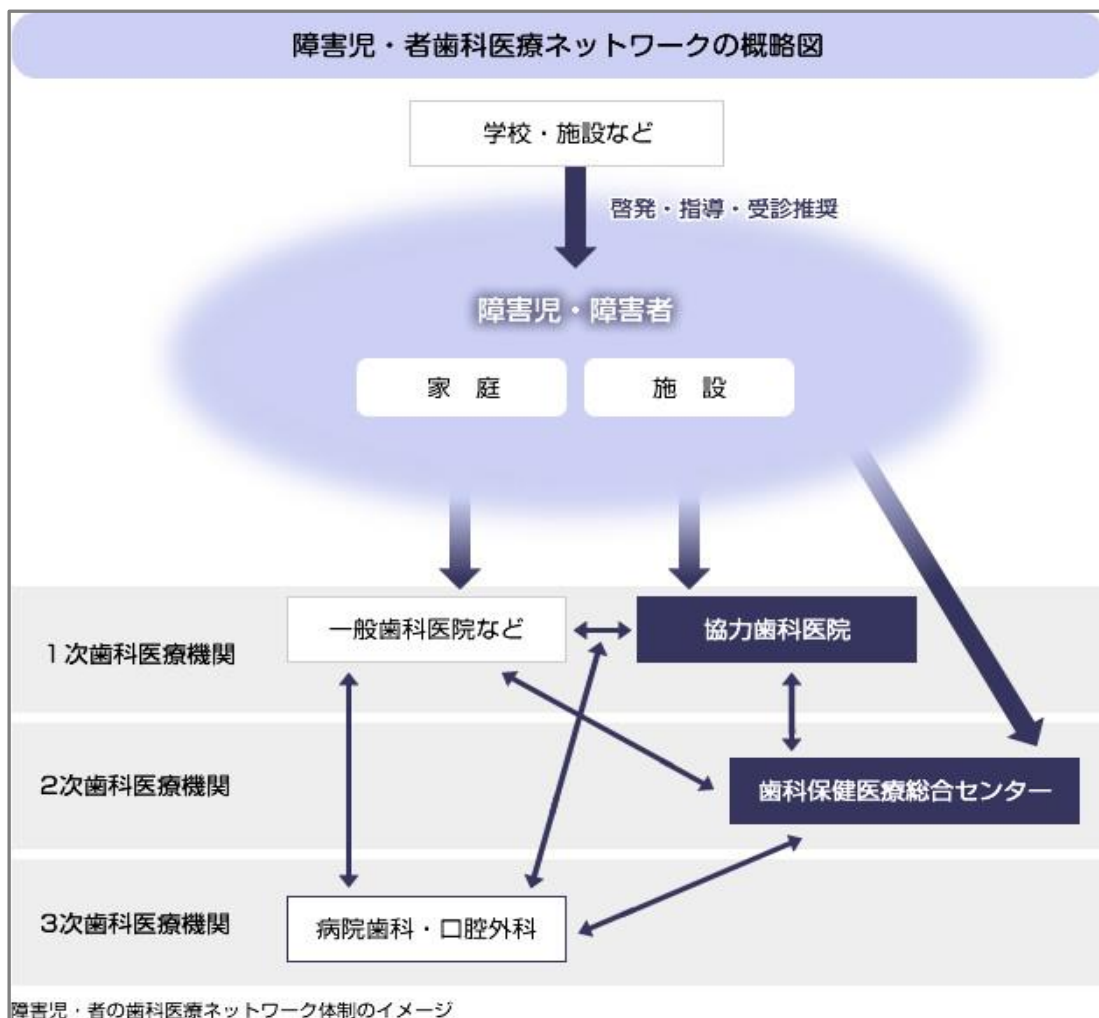 障害児・者歯科医療ネットワークの概略図
学校・施設など
啓発・指導・受診推奨
障害児・障害者
家　庭
施　設
一般歯科医院など
協力歯科医院
1次歯科医療機関
2次歯科医療機関
歯科保健医療総合センター
3次歯科医療機関
病院歯科・口腔外科
障害児・者の歯科医療ネットワーク体制のイメージ